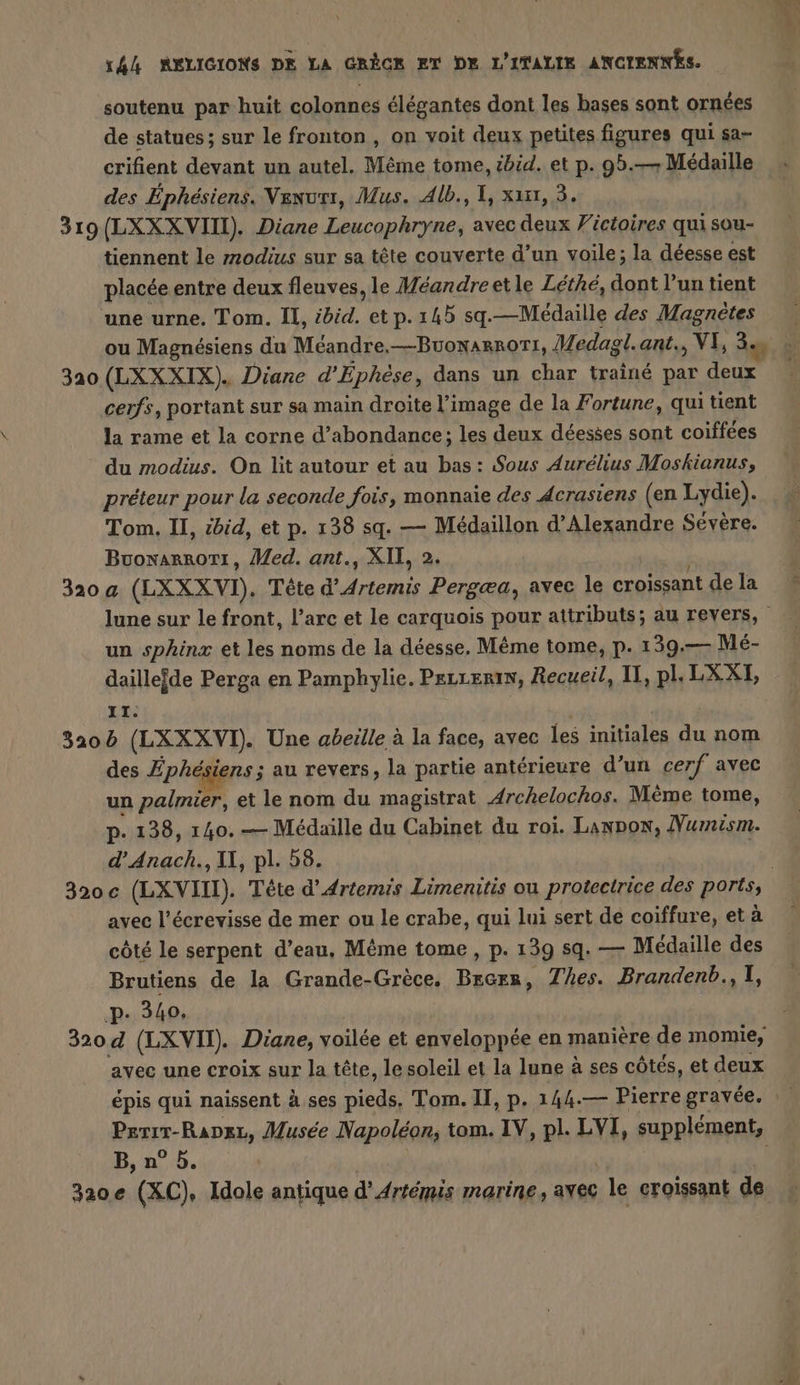 144 RELIGIONS DE LA GRÈCE ET DE L'ITALIE ANCIENNES.
soutenu par huit colonnes élégantes dont les bases sont ornées
de statues; sur le fronton, on voit deux petites figures qui sa-
crifient devant un autel. Même tome, ibid. et p. 95.— Médaille
des Éphésiens. VENUTI, Mus. Alb., I, XIII, 3.
319 (LXXXVIII). Diane Leucophryne, avec deux Victoires qui sou-
tiennent le modius sur sa tête couverte d'un voile; la déesse est
placée entre deux fleuves, le Méandre et le Léthé, dont l'un tient
une urne. Tom. II, ibid. et p. 145 sq.—Médaille des Magnètes
ou Magnésiens du Méandre.—BUONARROTI, Medagl. ant., VI, 3.
320 (LXXXIX). Diane d'Éphèse, dans un char traîné par deux
cerfs, portant sur sa main droite l'image de la Fortune, qui tient
la rame et la corne d'abondance; les deux déesses sont coiffées
du modius. On lit autour et au bas: Sous Aurélius Moskianus,
préteur pour la seconde fois, monnaie des Acrasiens (en Lydie).
Tom. II, ibid, et p. 138 sq. — Médaillon d'Alexandre Sévère.
BUONARROTI, Med. ant., XII, 2.
320 a (LXXXVI). Tête d'Artemis Pergæa, avec le croissant de la
lune sur le front, l'arc et le carquois pour attributs; au revers,
un sphinx et les noms de la déesse. Même tome, p. 139.— Mé-
daille de Perga en Pamphylie. PELLERIN, Recueil, II, pl. LXXI,
II.
320 b (LXXXVI). Une abeille à la face, avec les initiales du nom
des Éphésiens; au revers, la partie antérieure d'un cerf avec
un palmier, et le nom du magistrat Archelochos. Même tome,
p. 138, 140. — Médaille du Cabinet du roi. LANDON, Numism.
d'Anach., II, pl. 58.
320 c (LXVIII). Tête d'Artemis Limenitis ou protectrice des ports,
avec l'écrevisse de mer ou le crabe, qui lui sert de coiffure, et à
côté le serpent d'eau. Même tome, p. 139 sq. — Médaille des
Brutiens de la Grande-Grèce. BEGER, Thes. Brandenb., I,
p. 340.
320 d (LXVII). Diane, voilée et enveloppée en manière de momie,
avec une croix sur la tête, le soleil et la lune à ses côtés, et deux
épis qui naissent à ses pieds. Tom. II, p. 144.— Pierre gravée.
PETIT-RADEL, Musée Napoléon, tom. IV, pl. LVI, supplément,
B, n° 5.
320 e (XC), Idole antique d'Artémis marine, avec le croissant de